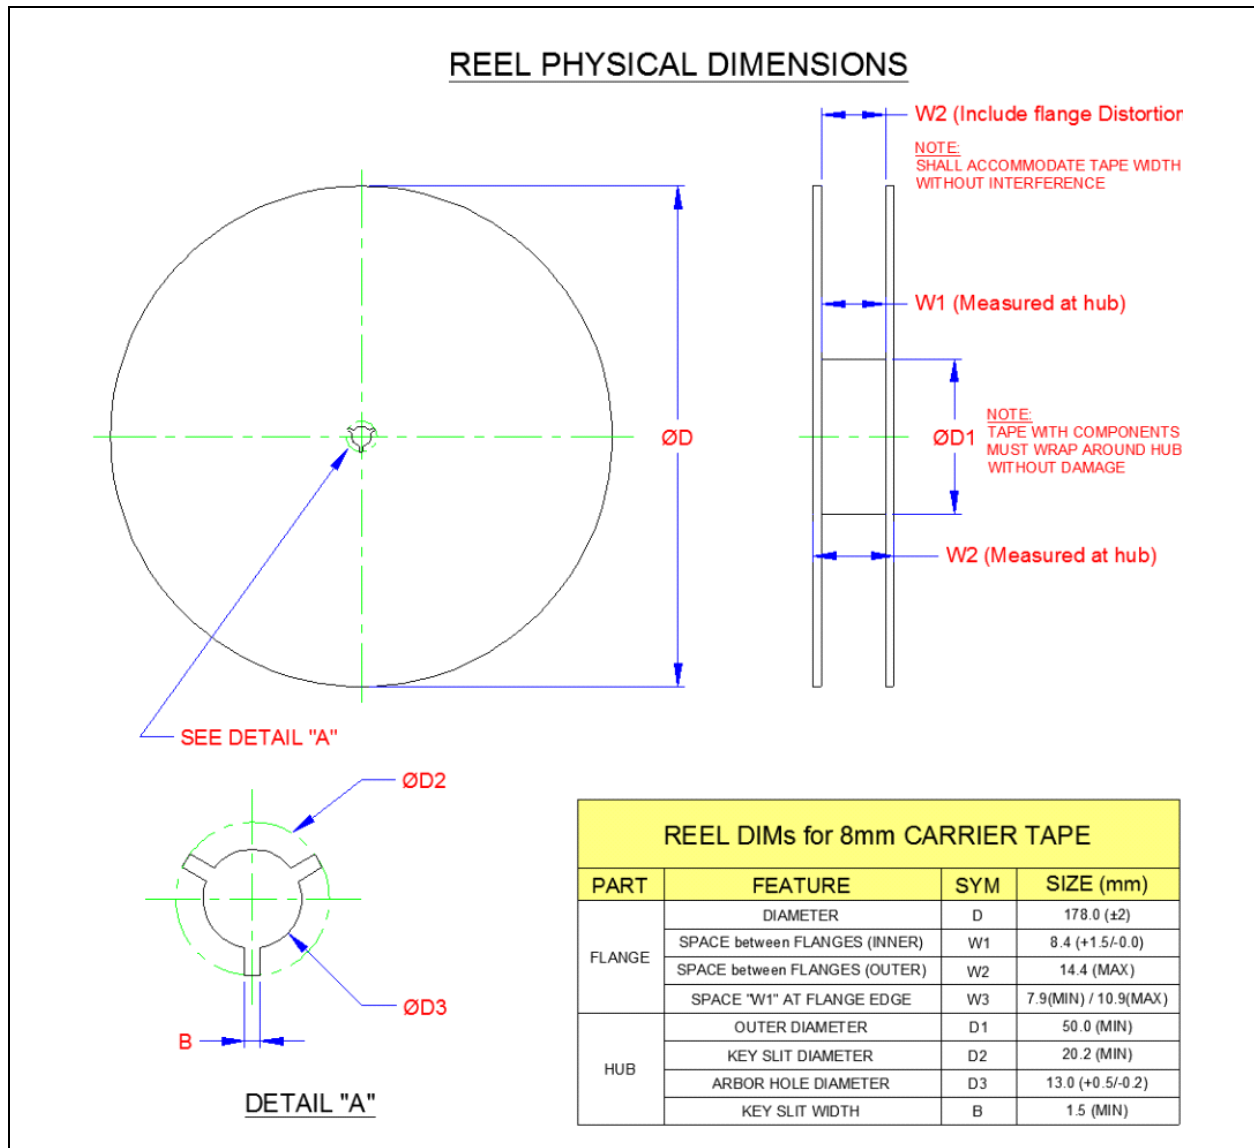 REEL PHYSICAL DIMENSIONS
W2 (Include flange Distortion
NOTE:
SHALL ACCOMMODATE TAPE WIDTH
WITHOUT INTERFERENCE
W1 (Measured at hub)
ØD
ØD1
NOTE:
TAPE WITH COMPONENTS
MUST WRAP AROUND HUB
WITHOUT DAMAGE
W2 (Measured at hub)
SEE DETAIL "A"
ØD2
ØD3
B
DETAIL "A"
REEL DIMs for 8mm CARRIER TAPE
PART FEATURE SYM SIZE (mm)
FLANGE
DIAMETER D 178.0 (±2)
SPACE between FLANGES (INNER) W1 8.4 (+1.5/-0.0)
SPACE between FLANGES (OUTER) W2 14.4 (MAX)
SPACE "W1" AT FLANGE EDGE W3 7.9(MIN) / 10.9(MAX)
HUB
OUTER DIAMETER D1 50.0 (MIN)
KEY SLIT DIAMETER D2 20.2 (MIN)
ARBOR HOLE DIAMETER D3 13.0 (+0.5/-0.2)
KEY SLIT WIDTH B 1.5 (MIN)